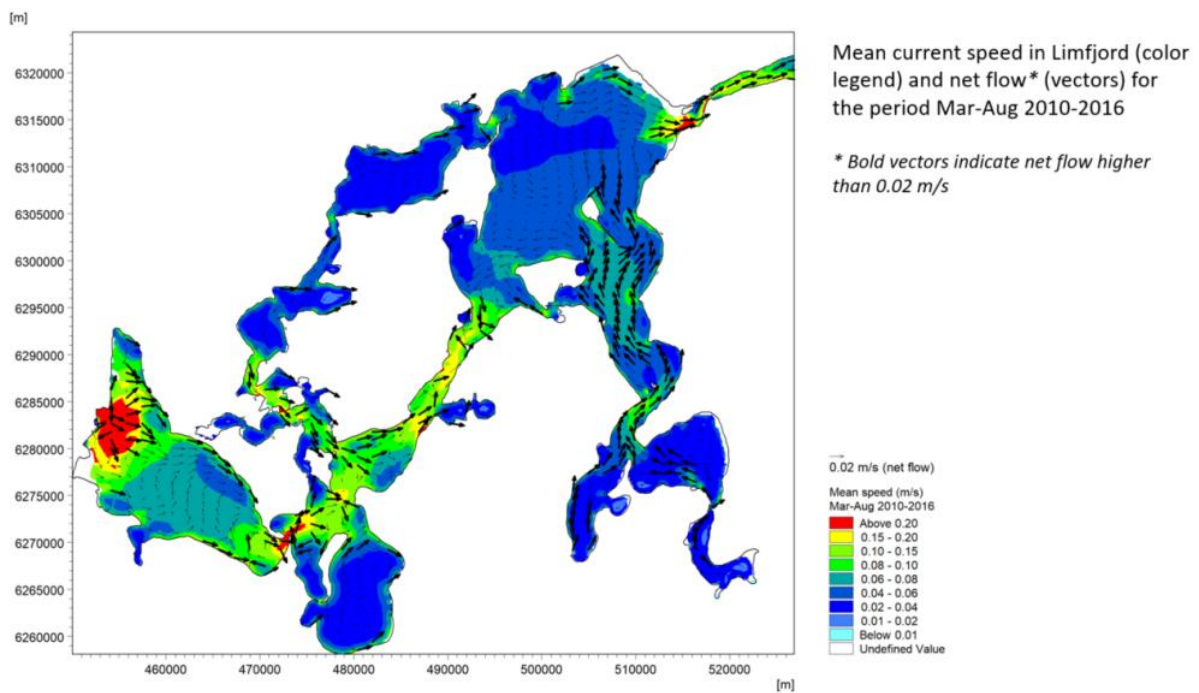 [m]
Mean current speed in Limfjord (color
legend) and net flow* (vectors) for
the period Mar-Aug 2010-2016
* Bold vectors indicate net flow higher
than 0.02 m/s
6320000
6315000
6310000
6305000
6300000
6295000
6290000
6285000
6280000
6275000
6270000
6265000
6260000
460000 470000 480000 490000 500000 510000 520000
[m]
0.02 m/s (net flow)
Mean speed (m/s)
Mar-Aug 2010-2016
Above 0.20
0.15 - 0.20
0.10 - 0.15
0.08 - 0.10
0.06 - 0.08
0.04 - 0.06
0.02 - 0.04
0.01 - 0.02
Below 0.01
Undefined Value